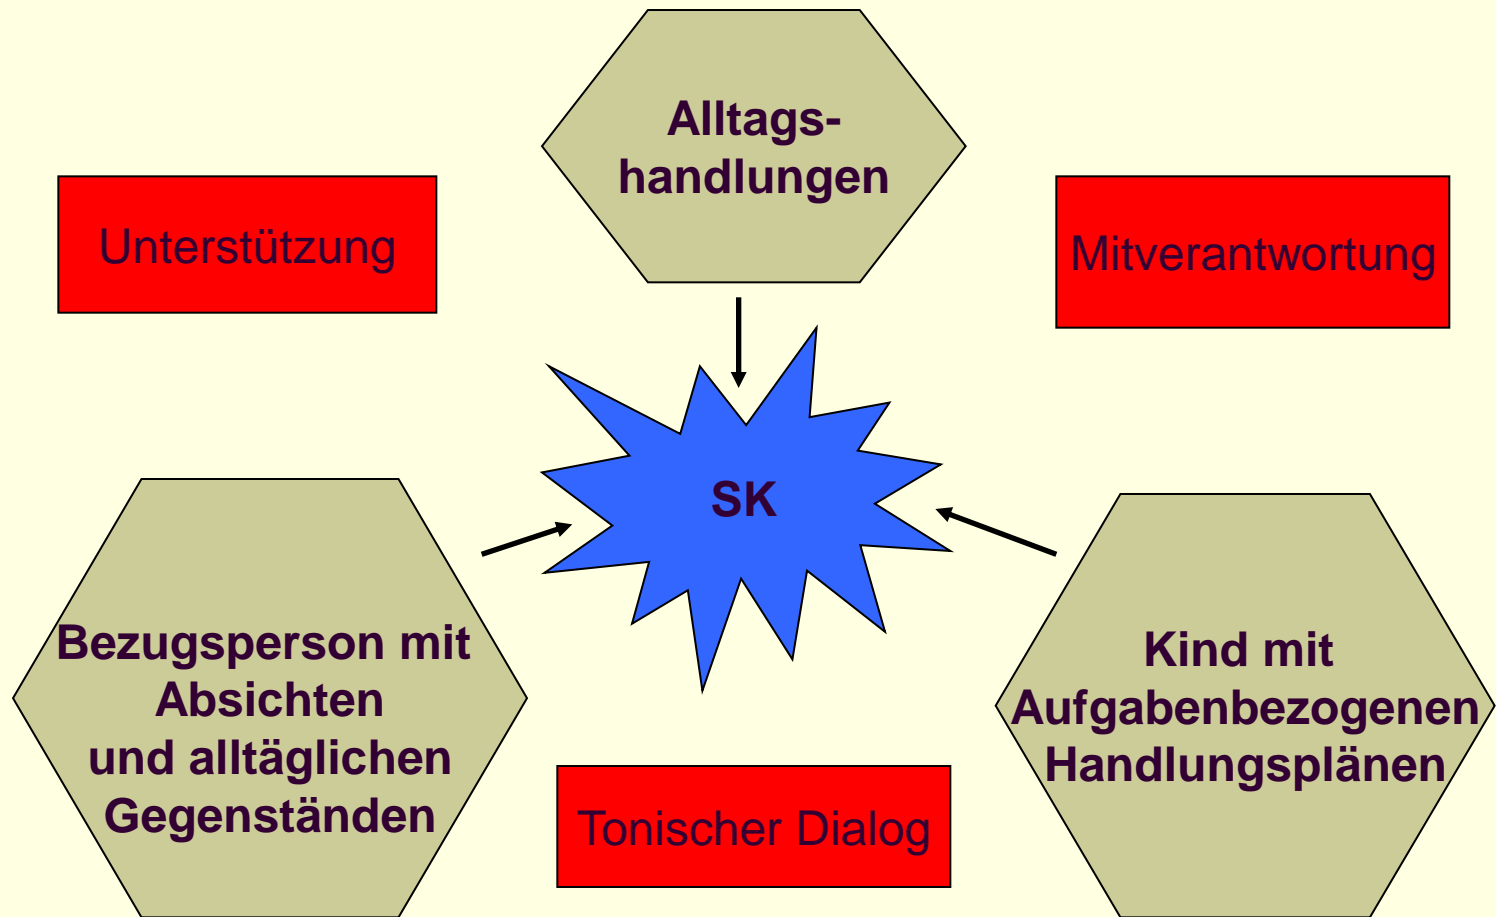 Alltags-
handlungen
Unterstützung
Mitverantwortung
SK
Bezugsperson mit
Absichten
und alltäglichen
Gegenständen
Kind mit
Aufgabenbezogenen
Handlungsplänen
Tonischer Dialog